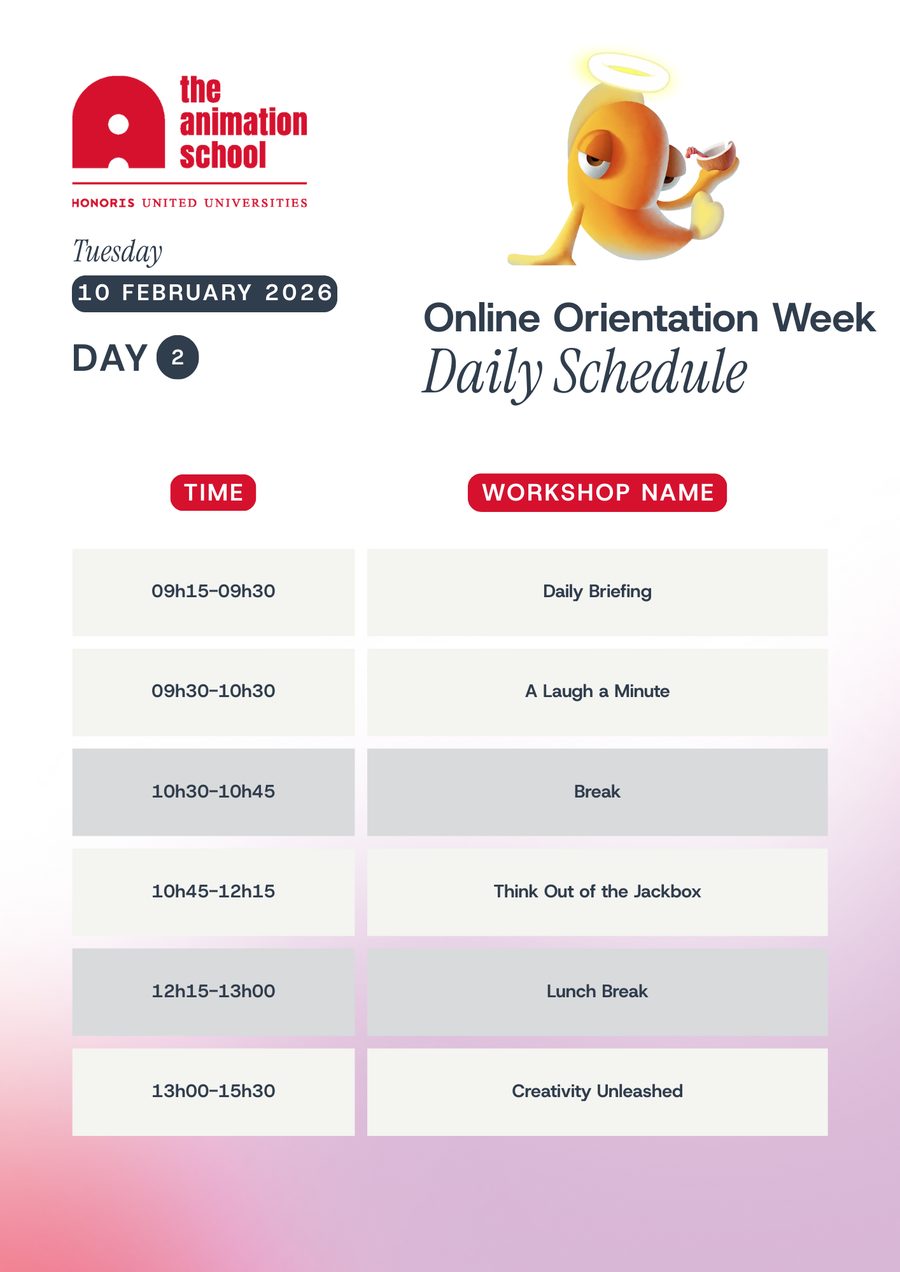 the
animation
school
HONORIS UNITED UNIVERSITIES
Tuesday
10 FEBRUARY 2026
DAY 2
Online Orientation Week
Daily Schedule
TIME WORKSHOP NAME
09h15-09h30 Daily Briefing
09h30-10h30 A Laugh a Minute
10h30-10h45 Break
10h45-12h15 Think Out of the Jackbox
12h15-13h00 Lunch Break
13h00-15h30 Creativity Unleashed